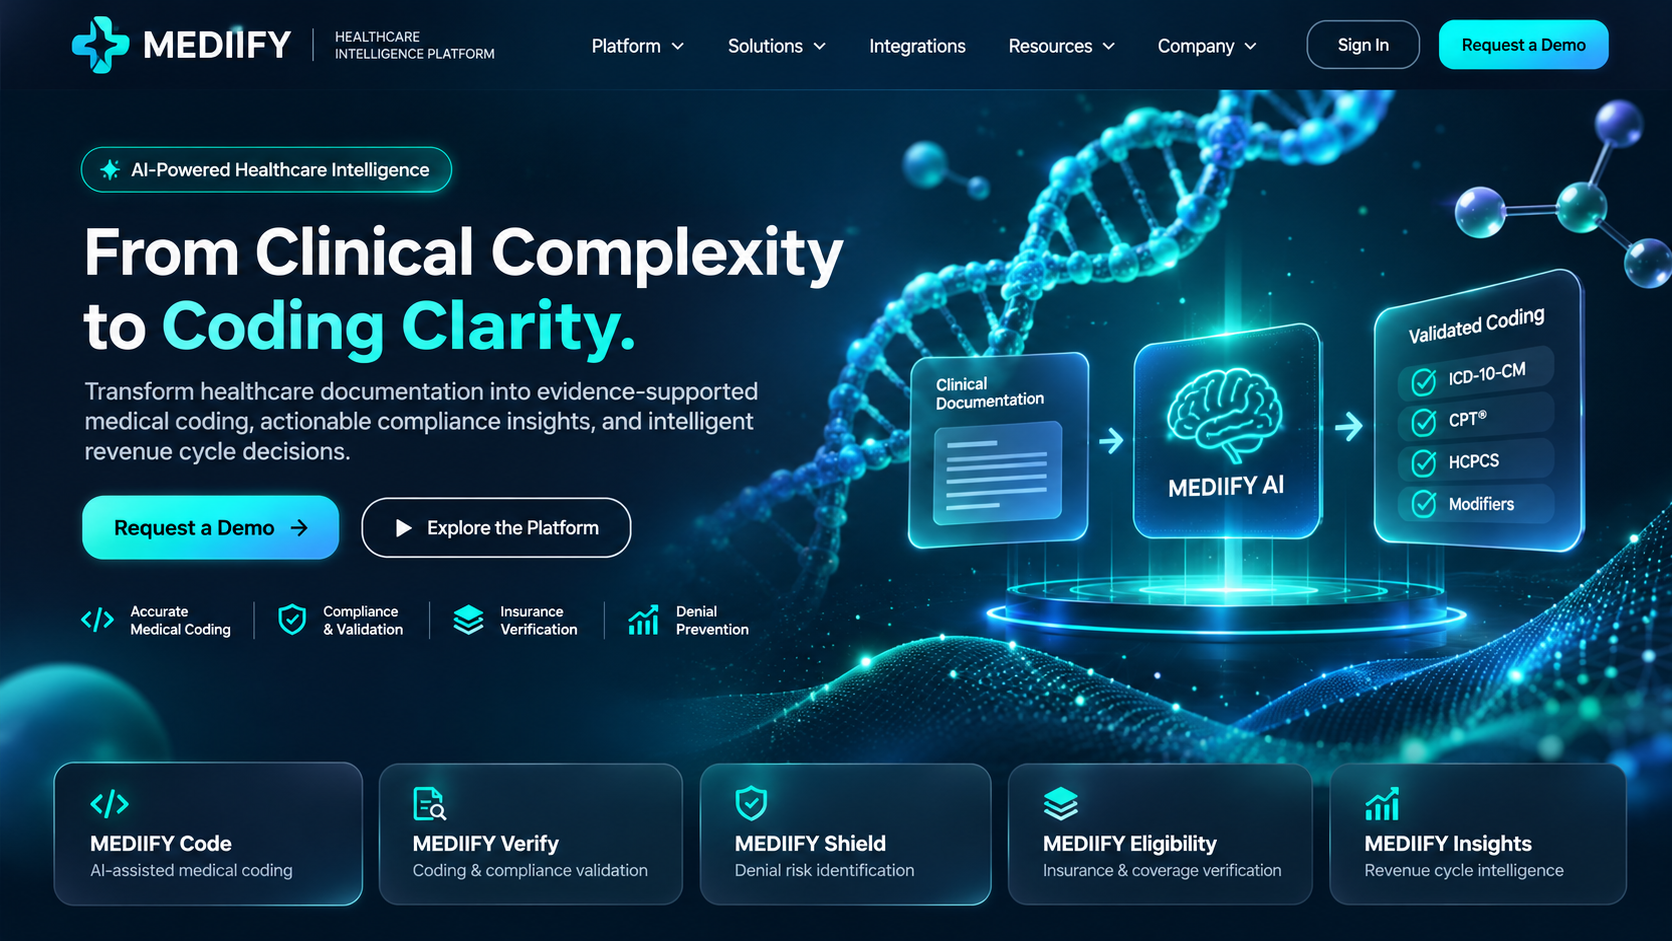 MEDIIFY
HEALTHCARE
INTELLIGENCE PLATFORM
Platform
Solutions
Integrations
Resources
Company
Sign In
Request a Demo
AI-Powered Healthcare Intelligence
From Clinical Complexity
to Coding Clarity.
Transform healthcare documentation into evidence-supported
medical coding, actionable compliance insights, and intelligent
revenue cycle decisions.
Request a Demo
Explore the Platform
Accurate
Medical Coding
Compliance
& Validation
Insurance
Verification
Denial
Prevention
Clinical
Documentation
MEDIIFY AI
Validated Coding
ICD-10-CM
CPT®
HCPCS
Modifiers
MEDIIFY Code
AI-assisted medical coding
MEDIIFY Verify
Coding & compliance validation
MEDIIFY Shield
Denial risk identification
MEDIIFY Eligibility
Insurance & coverage verification
MEDIIFY Insights
Revenue cycle intelligence